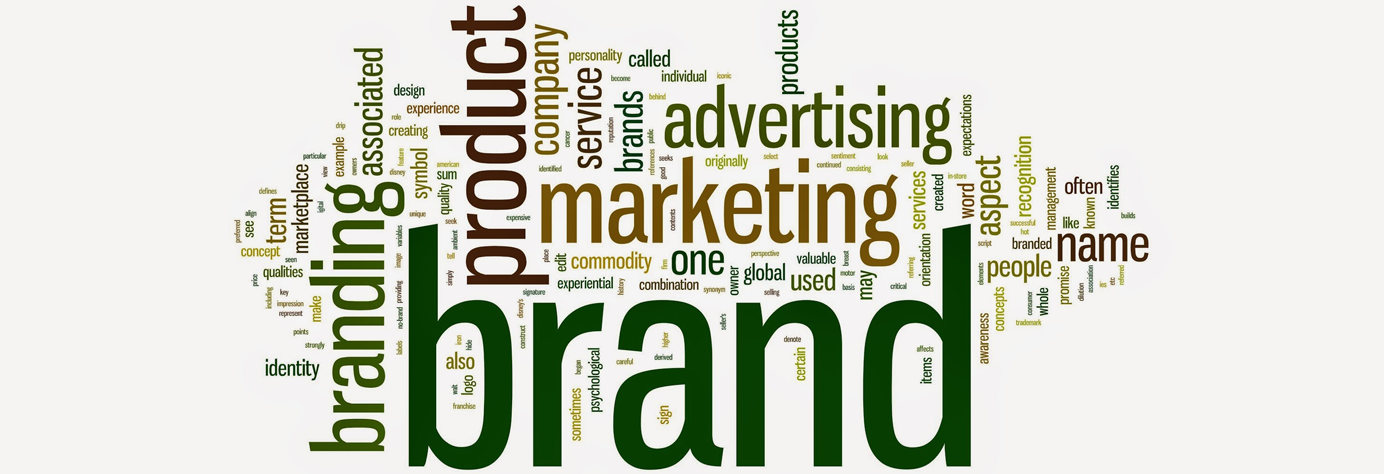 product
company
personality
called
products
become
individual
iconic
associated
design
service
brands
behind
advertising
expectations
experience
role
creating
drip
example
owners
cancer
reputation
public
particular
view
feature
disney
symbol
american
sum
quality
identified
references
seeks
good
originally
select
sentiment
continued
look
consisting
seller
in-store
recognition
marketplace
defines
term
align
see
preferred
concept
seen
branding
unique
seek
expensive
marketing
contents
services
created
word
aspect
management
often
identifies
like
known
builds
successful
hot
branded
name
script
variables
ambient
tell
simply
image
providing
no-brand
labels
qualities
price
including
key
impression
represent
make
points
strongly
identity
place
edit
commodity
firm
one
perspective
valuable
breast
owner
global
used
motor
basis
may
referring
orientation
critical
experiential
history
combination
synonym
selling
signature
people
elements
promise
dilution
association
etc
referred
consumer
whole
concepts
trademark
awareness
brand
disney's
construct
seller's
iron
hide
also
wait
logo
franchise
began
sometimes
psychological
careful
derived
higher
sign
denote
certain
affects
items